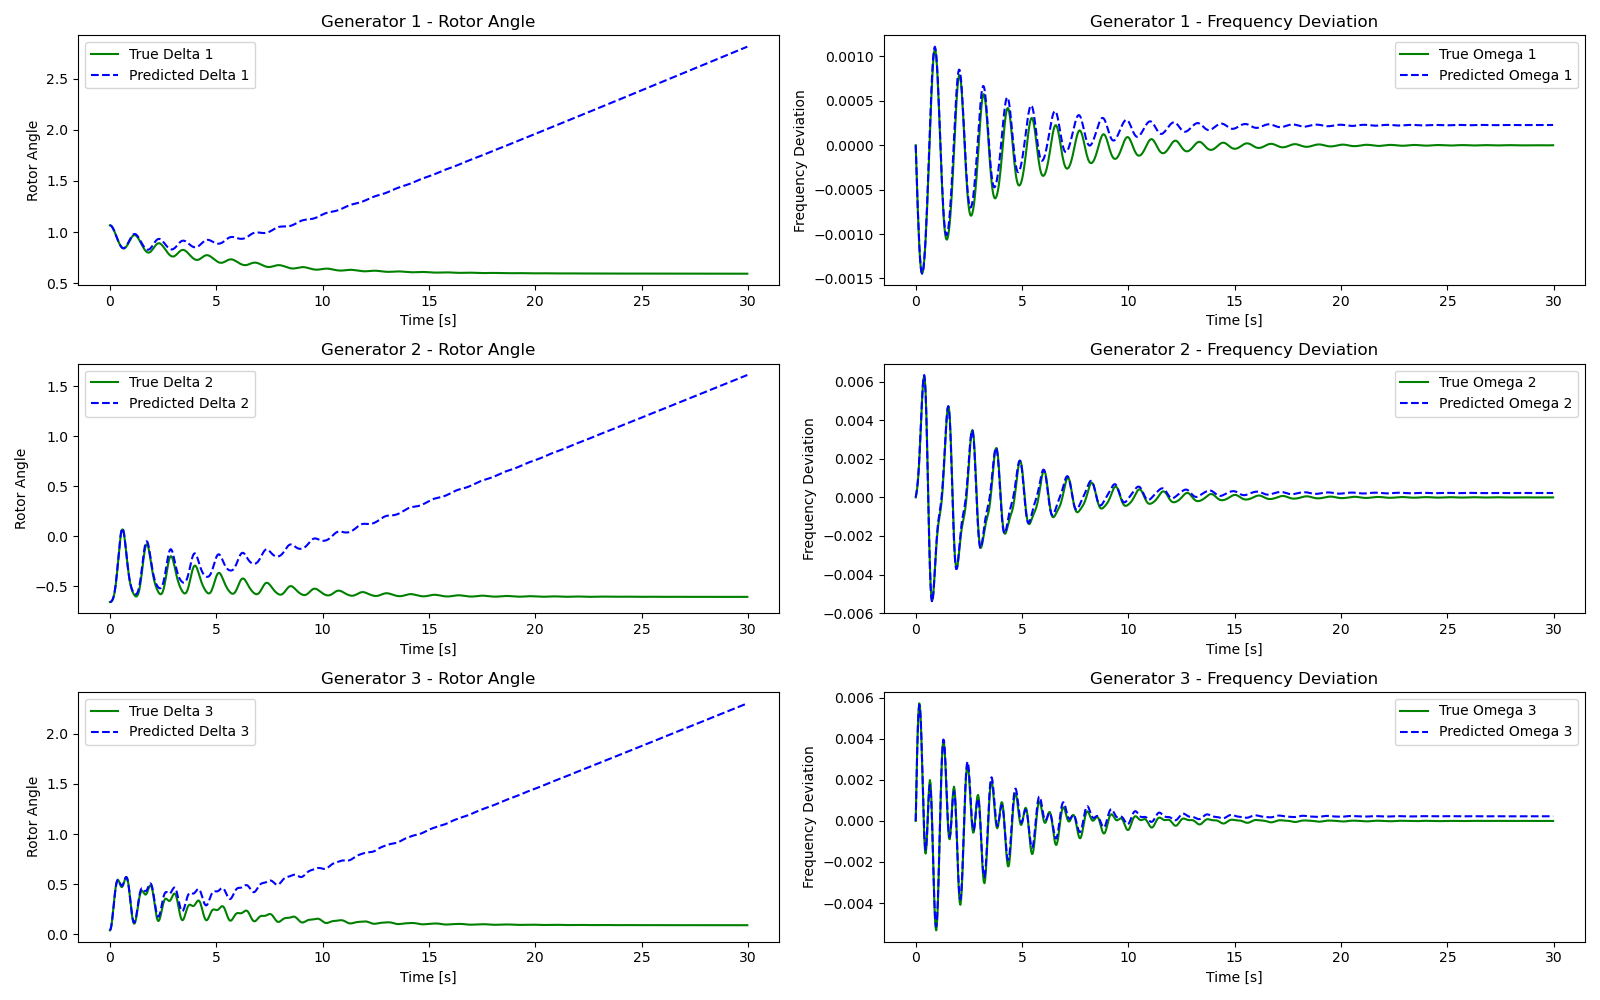 Generator 1 - Rotor Angle
True Delta 1
Predicted Delta 1
Rotor Angle
2.5
2.0
1.5
1.0
0.5
0 5 10 15 20 25 30
Time [s]
Generator 1 - Frequency Deviation
True Omega 1
Predicted Omega 1
Frequency Deviation
0.0010
0.0005
0.0000
−0.0005
−0.0010
−0.0015
0 5 10 15 20 25 30
Time [s]
Generator 2 - Rotor Angle
True Delta 2
Predicted Delta 2
Rotor Angle
1.5
1.0
0.5
0.0
−0.5
0 5 10 15 20 25 30
Time [s]
Generator 2 - Frequency Deviation
True Omega 2
Predicted Omega 2
Frequency Deviation
0.006
0.004
0.002
0.000
−0.002
−0.004
−0.006
0 5 10 15 20 25 30
Time [s]
Generator 3 - Rotor Angle
True Delta 3
Predicted Delta 3
Rotor Angle
2.0
1.5
1.0
0.5
0.0
0 5 10 15 20 25 30
Time [s]
Generator 3 - Frequency Deviation
True Omega 3
Predicted Omega 3
Frequency Deviation
0.006
0.004
0.002
0.000
−0.002
−0.004
0 5 10 15 20 25 30
Time [s]